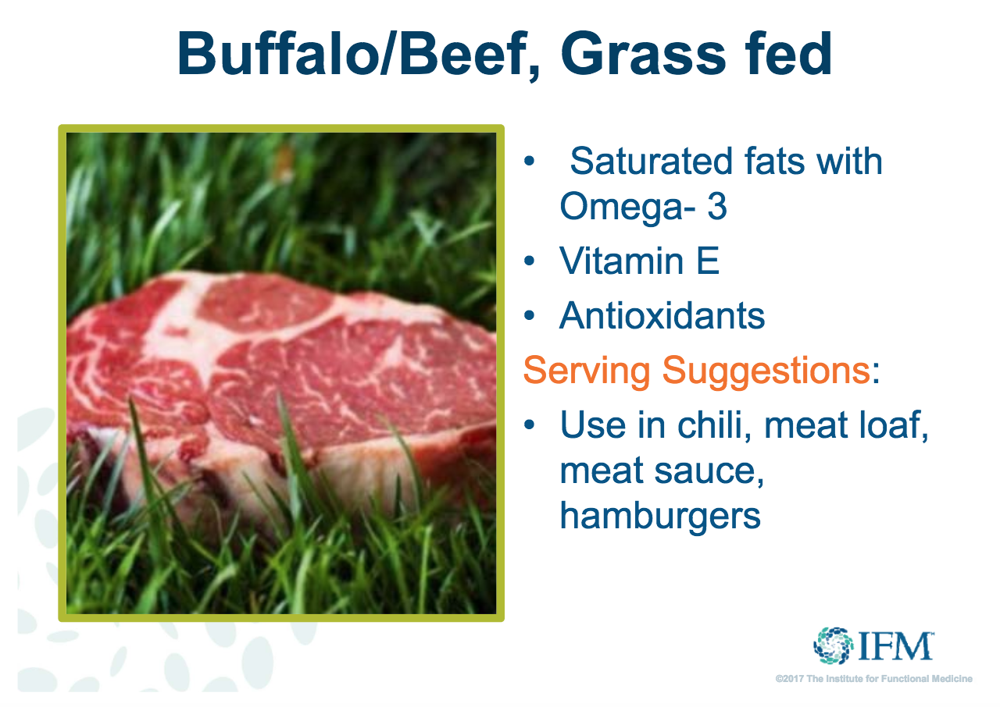 Buffalo/Beef, Grass fed
• Saturated fats with
Omega- 3
• Vitamin E
• Antioxidants
Serving Suggestions:
• Use in chili, meat loaf,
meat sauce,
hamburgers
IFM™
©2017 The Institute for Functional Medicine